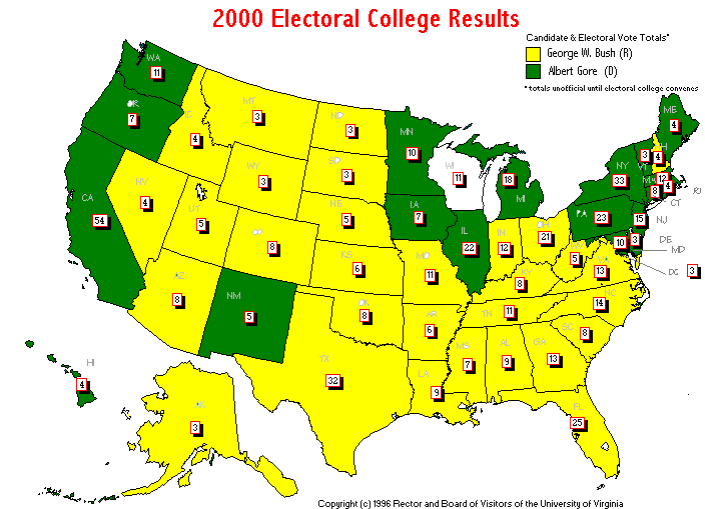 2000 Electoral College Results
Candidate & Electoral Vote Totals*
George W. Bush (R)
Albert Gore (D)
* totals unofficial until electoral college convenes
WA
11
OR
7
CA
54
NV
4
4
MT
3
WY
3
UT
5
CO
8
AZ
8
NM
5
ND
3
SD
3
NE
5
KS
6
OK
8
TX
32
MN
10
IA
7
MO
11
AR
6
LA
9
WI
11
IL
22
MI
18
IN
12
OH
21
KY
8
TN
11
MS
7
AL
9
GA
13
FL
25
SC
8
NC
14
VA
13
5
PA
23
NY
33
VT
3
H
4
ME
4
MA
12
RI
4
CT
8
NJ
15
DE
3
MD
10
DC
3
HI
4
AK
3
Copyright (c) 1996 Rector and Board of Visitors of the University of Virginia